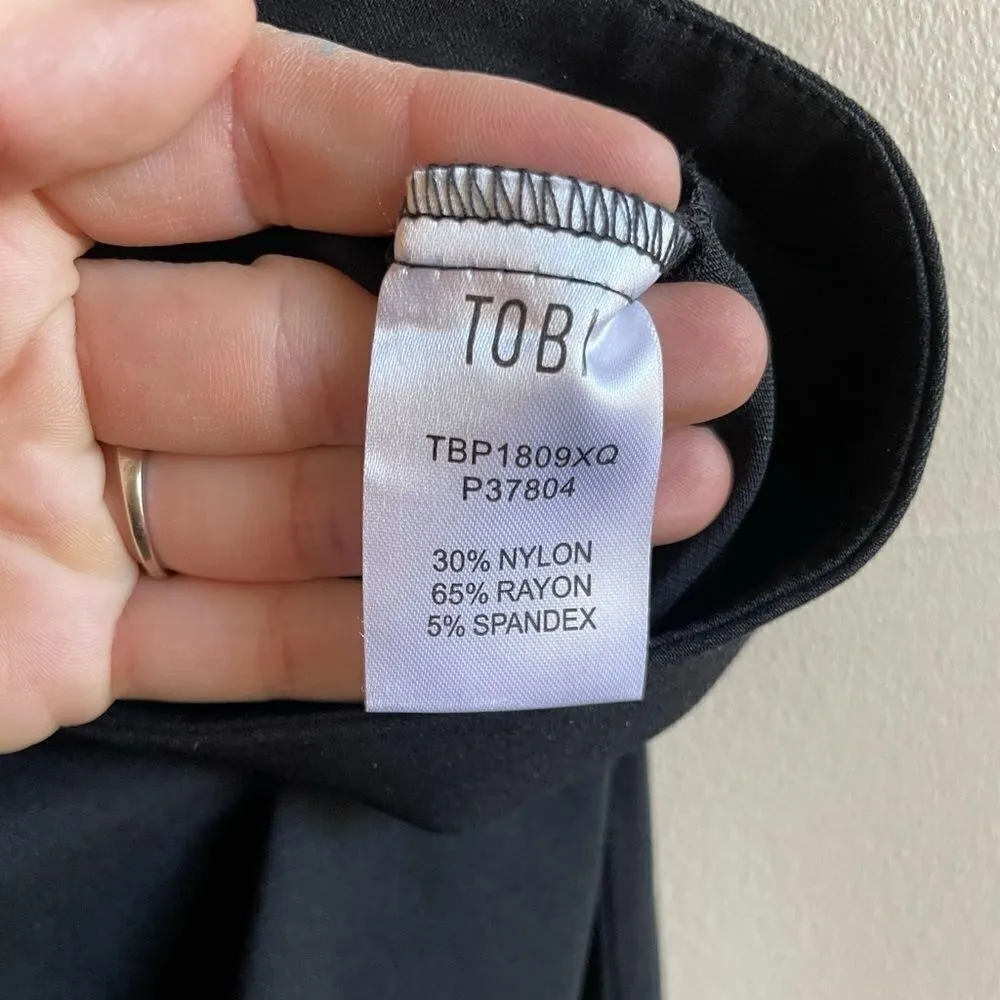 TOBI
TBP1809XQ
P37804
30% NYLON
65% RAYON
5% SPANDEX